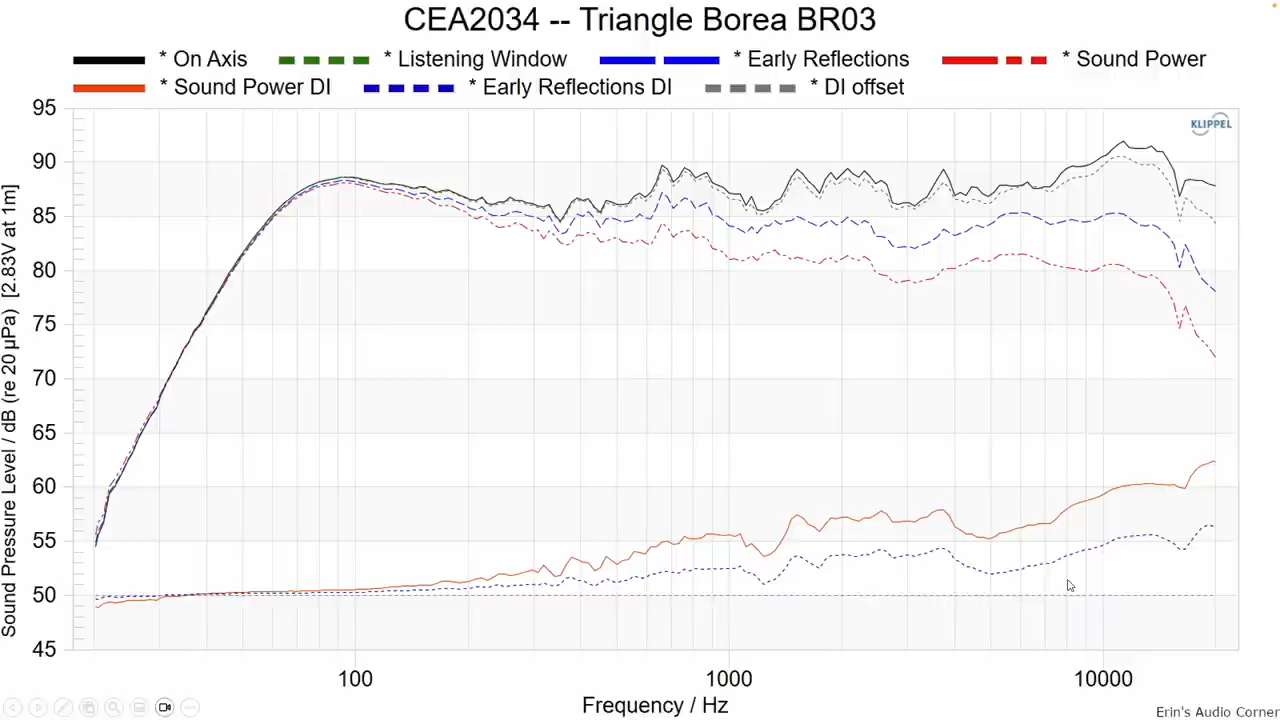 CEA2034 -- Triangle Borea BR03
* On Axis * Listening Window * Early Reflections * Sound Power
* Sound Power DI * Early Reflections DI * DI offset
Sound Pressure Level / dB (re 20 µPa) [2.83V at 1m]
95
90
85
80
75
70
65
60
55
50
45
KLIPPEL
100 1000 10000
Frequency / Hz
Erin's Audio Corner